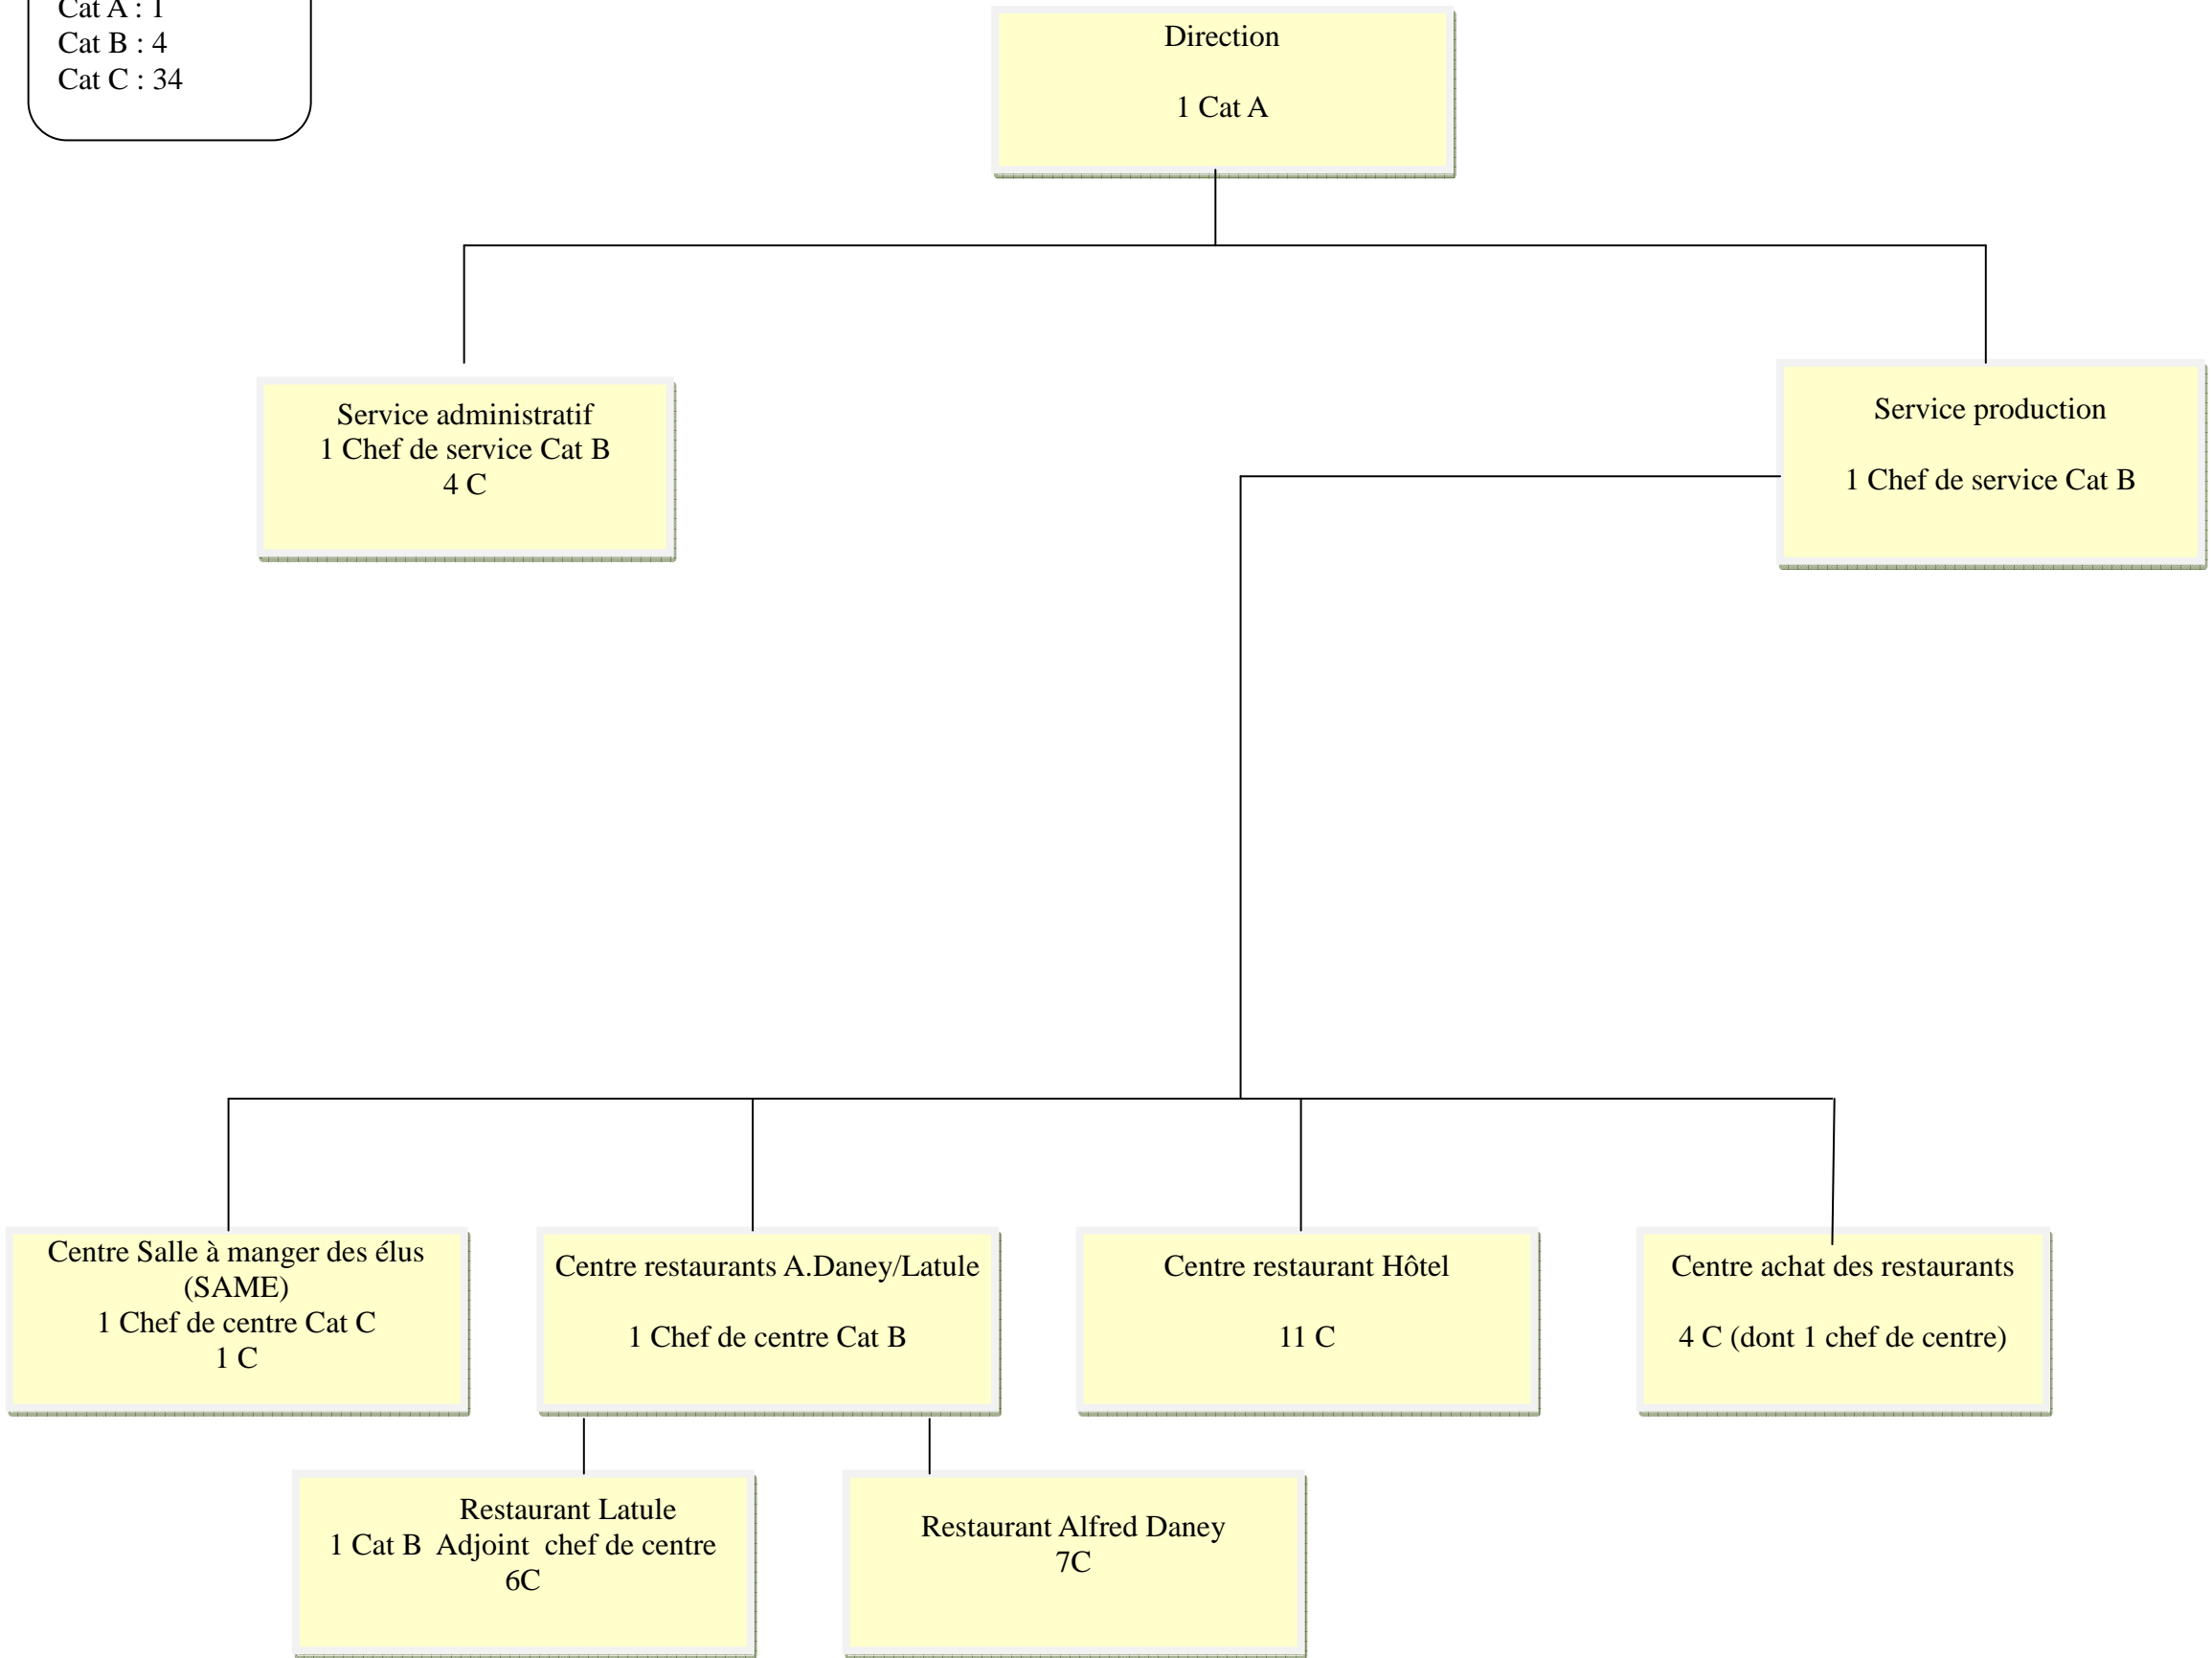 Cat A : 1
Cat B : 4
Cat C : 34
Direction
1 Cat A
Service administratif
1 Chef de service Cat B
4 C
Service production
1 Chef de service Cat B
Centre Salle à manger des élus
(SAME)
1 Chef de centre Cat C
1 C
Centre restaurants A.Daney/Latule
1 Chef de centre Cat B
Centre restaurant Hôtel
11 C
Centre achat des restaurants
4 C (dont 1 chef de centre)
Restaurant Latule
1 Cat B  Adjoint  chef de centre
6C
Restaurant Alfred Daney
7C